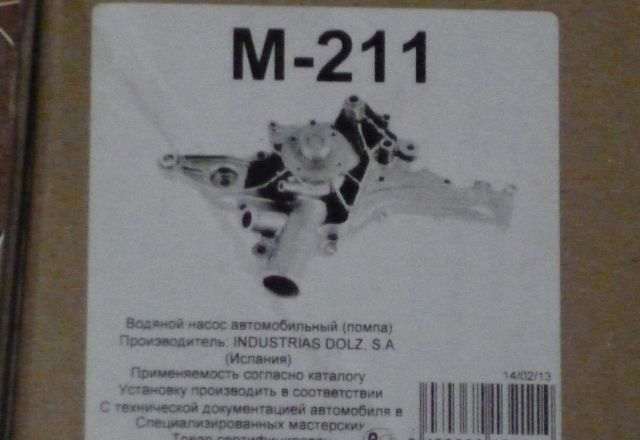 M-211
Водяной насос автомобильный (помпа)
Производитель: INDUSTRIAS DOLZ. S.A
(Испания)
Применяемость согласно каталогу
14/02/13
Установку производить в соответствии
С технической документацией автомобиля в
Специализированных мастерских
Товар